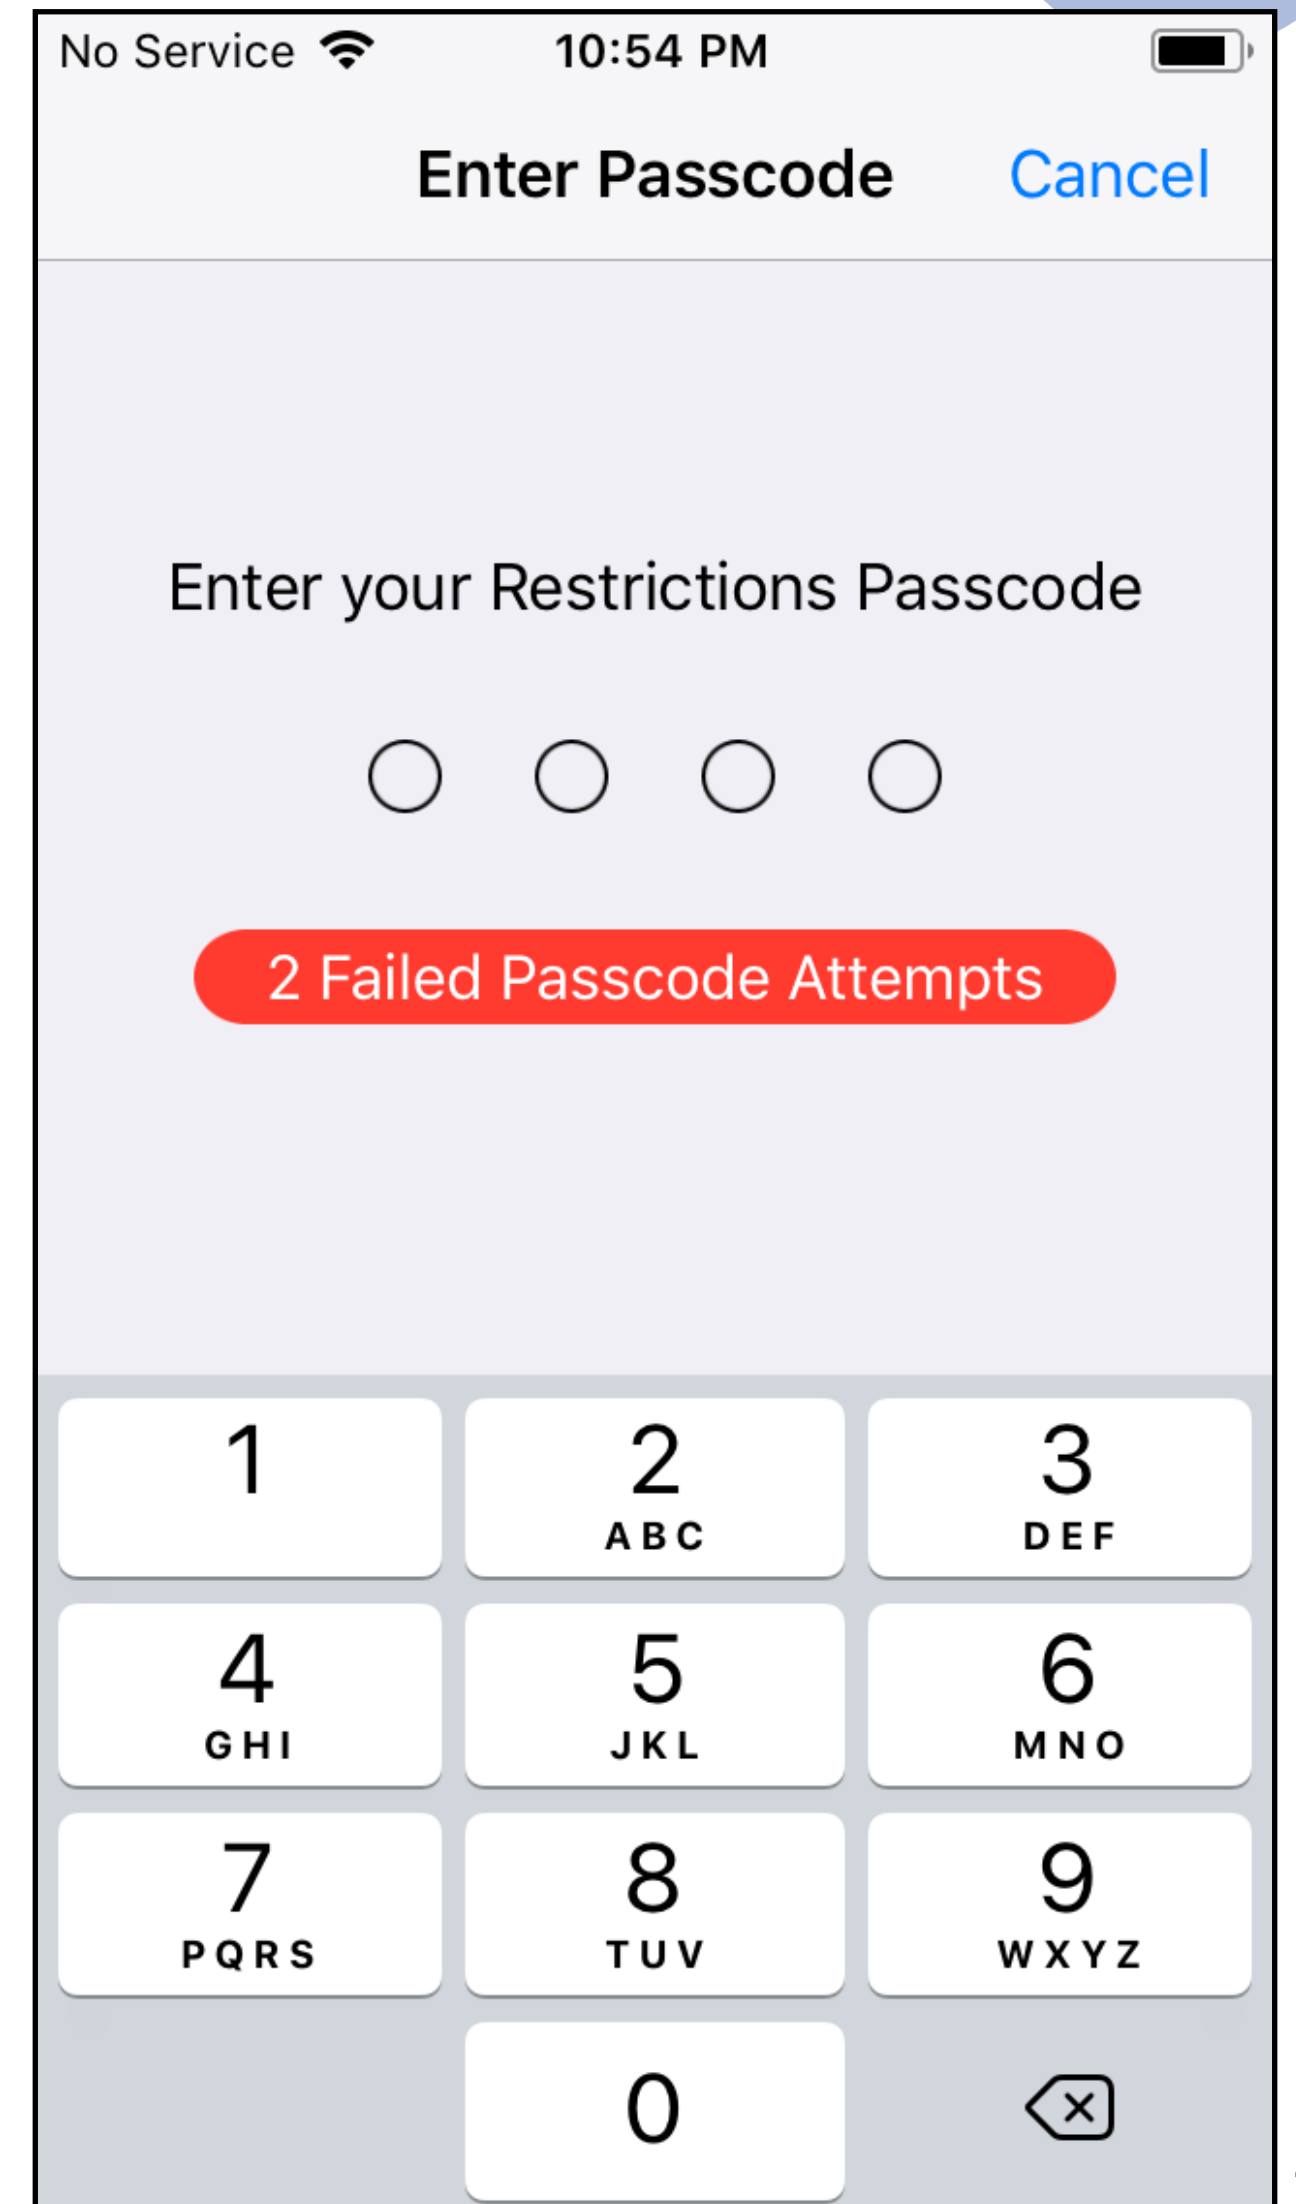 No Service 10:54 PM
Enter Passcode Cancel
Enter your Restrictions Passcode
2 Failed Passcode Attempts
1 2 3
ABC DEF
4 5 6
GHI JKL MNO
7 8 9
PQRS TUV WXYZ
0